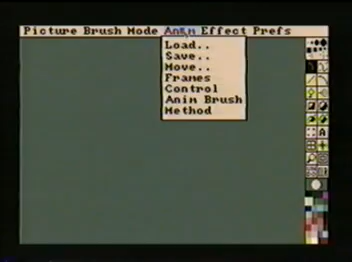 Picture Brush Mode Anim Effect Prefs
Load..
Save..
Move..
Frames
Control
Anim Brush
Method
A